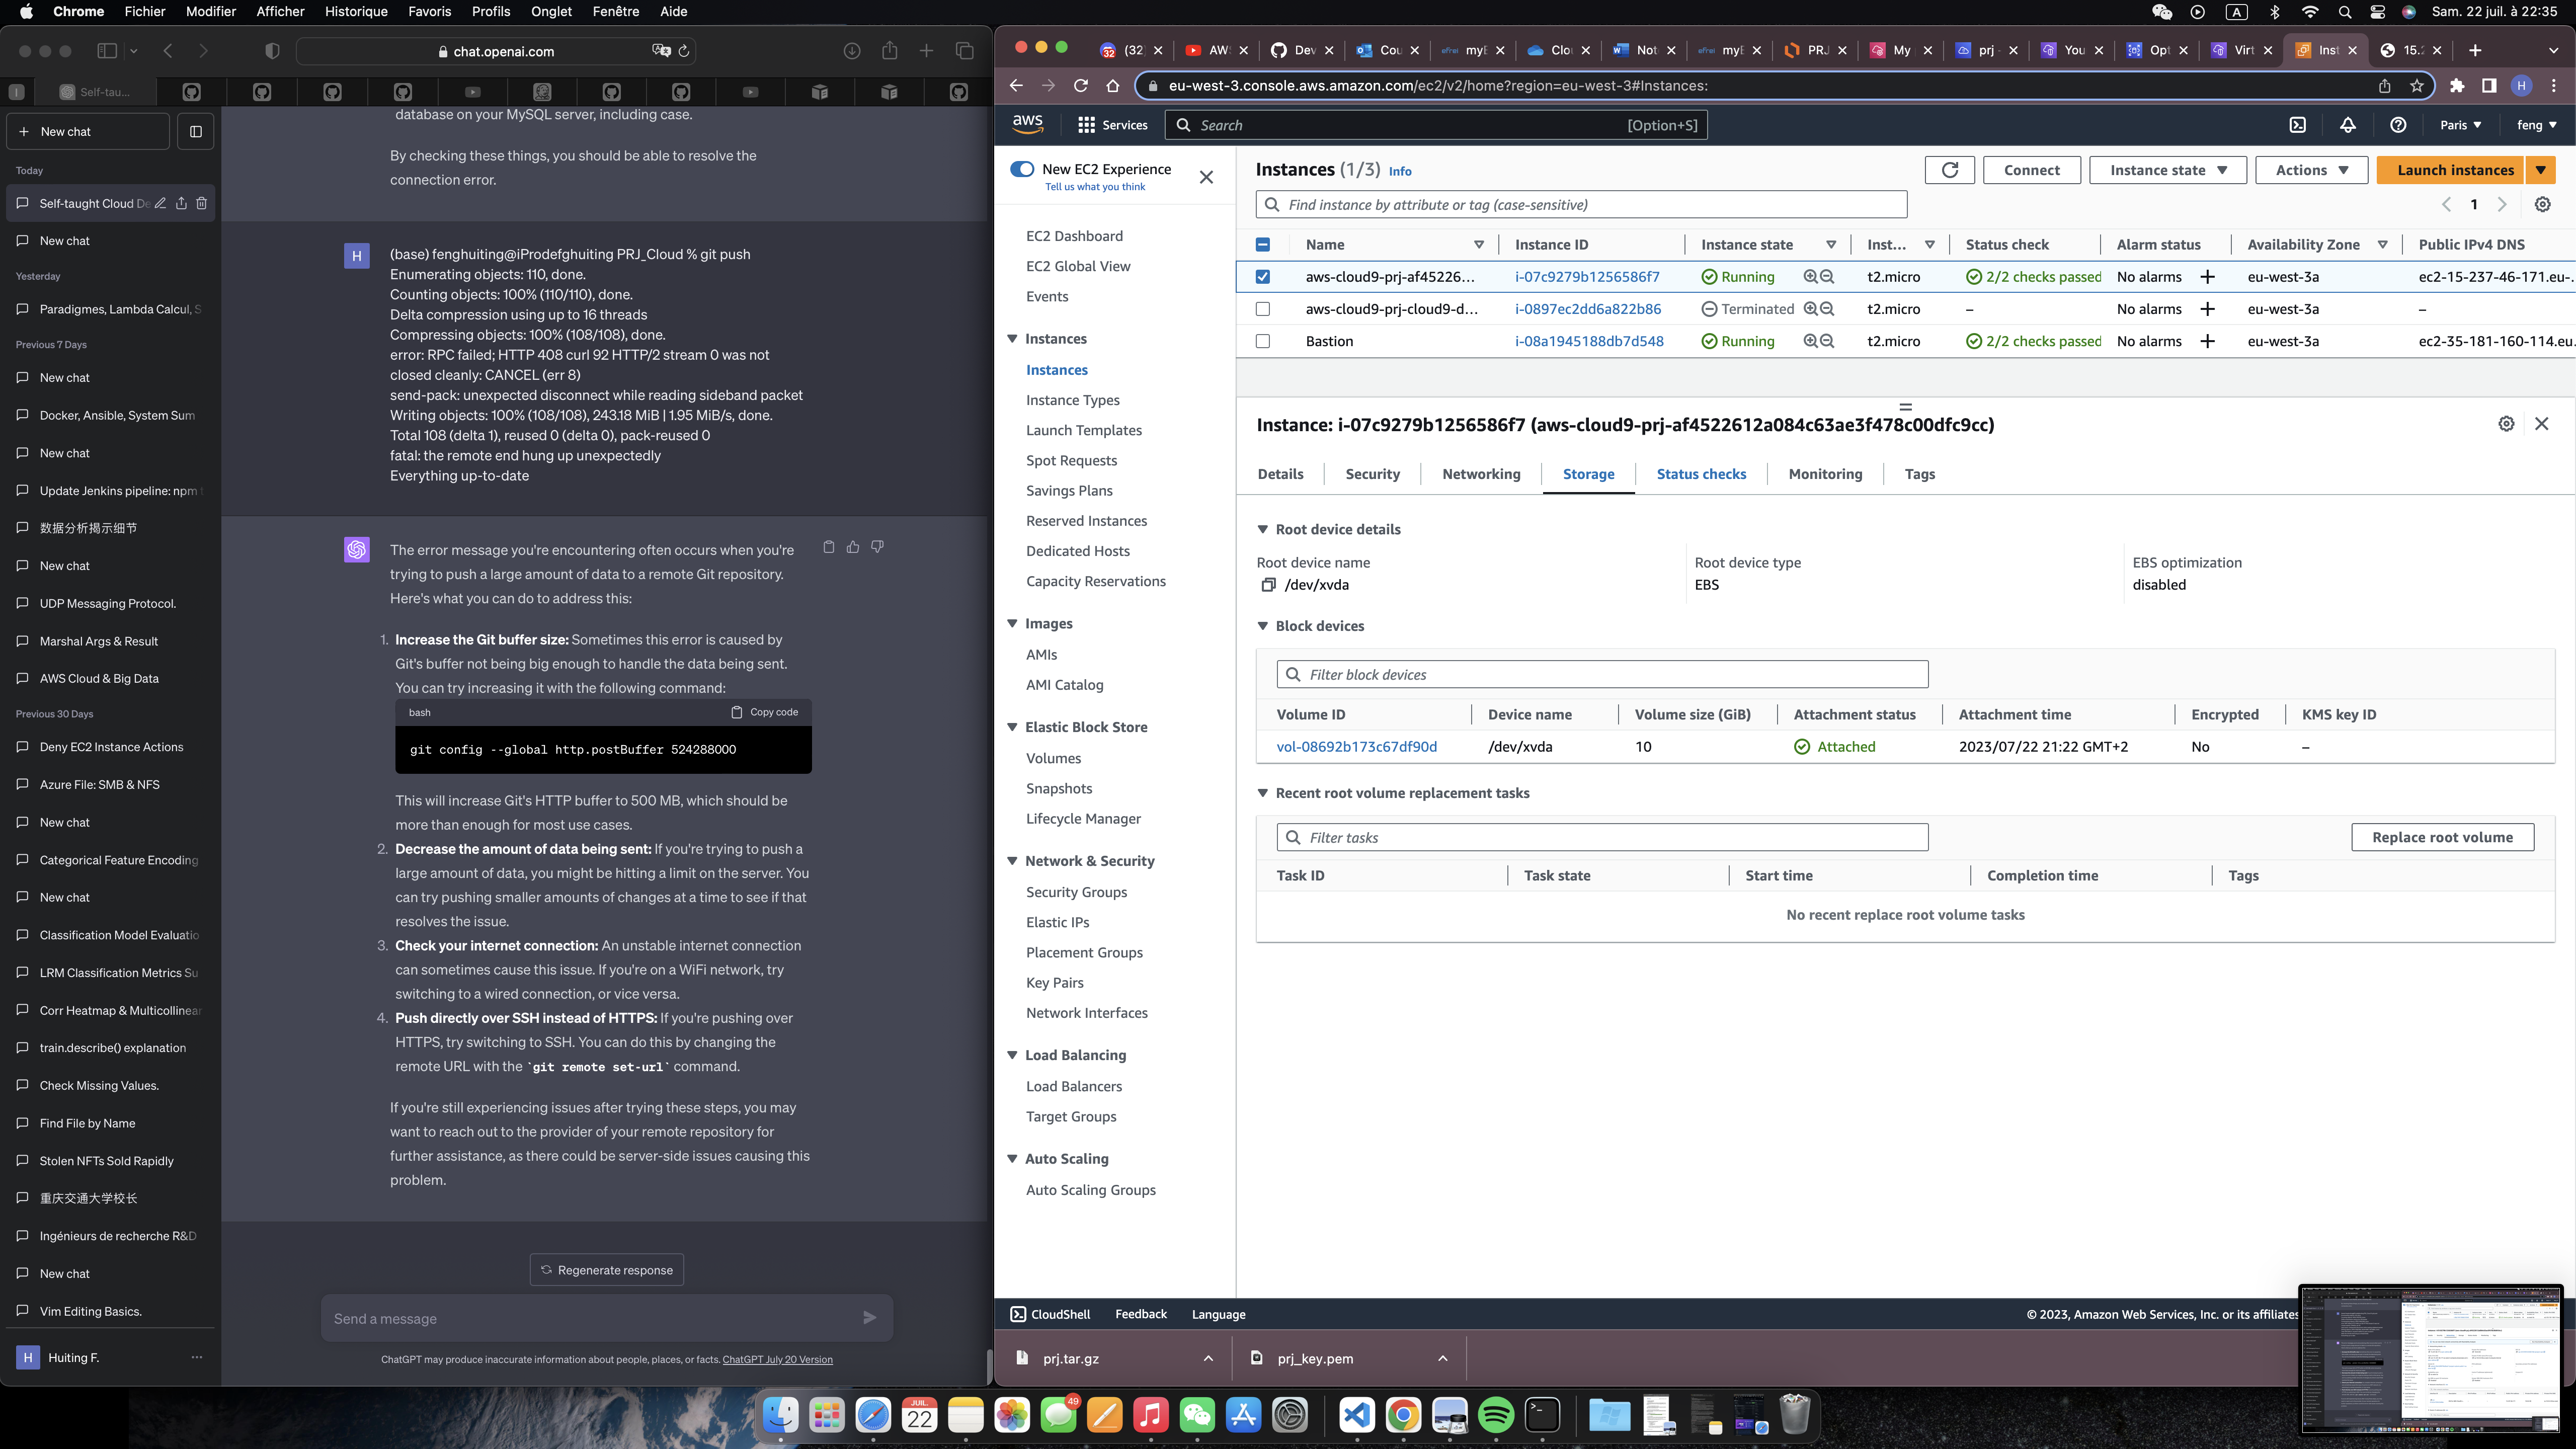 Chrome Fichier Modifier Afficher Historique Favoris Profils Onglet Fenêtre Aide
A
Sam. 22 juil. à 22:35
chat.openai.com
Self-tau...
New chat
Today
Self-taught Cloud De
New chat
Yesterday
Paradigmes, Lambda Calcul, S
Previous 7 Days
New chat
Docker, Ansible, System Sum
New chat
Update Jenkins pipeline: npm
数据分析揭示细节
New chat
UDP Messaging Protocol.
Marshal Args & Result
AWS Cloud & Big Data
Previous 30 Days
Deny EC2 Instance Actions
Azure File: SMB & NFS
New chat
Categorical Feature Encoding
New chat
Classification Model Evaluatio
LRM Classification Metrics Su
Corr Heatmap & Multicollinear
train.describe() explanation
Check Missing Values.
Find File by Name
Stolen NFTs Sold Rapidly
重庆交通大学校长
Ingénieurs de recherche R&D
New chat
Vim Editing Basics.
H Huiting F. ...
database on your MySQL server, including case.
By checking these things, you should be able to resolve the
connection error.
H
(base) fenghuiting@iProdefghuiting PRJ_Cloud % git push
Enumerating objects: 110, done.
Counting objects: 100% (110/110), done.
Delta compression using up to 16 threads
Compressing objects: 100% (108/108), done.
error: RPC failed; HTTP 408 curl 92 HTTP/2 stream 0 was not
closed cleanly: CANCEL (err 8)
send-pack: unexpected disconnect while reading sideband packet
Writing objects: 100% (108/108), 243.18 MiB | 1.95 MiB/s, done.
Total 108 (delta 1), reused 0 (delta 0), pack-reused 0
fatal: the remote end hung up unexpectedly
Everything up-to-date
The error message you're encountering often occurs when you're
trying to push a large amount of data to a remote Git repository.
Here's what you can do to address this:
1. Increase the Git buffer size: Sometimes this error is caused by
Git's buffer not being big enough to handle the data being sent.
You can try increasing it with the following command:
bash Copy code
git config --global http.postBuffer 524288000
This will increase Git's HTTP buffer to 500 MB, which should be
more than enough for most use cases.
2. Decrease the amount of data being sent: If you're trying to push a
large amount of data, you might be hitting a limit on the server. You
can try pushing smaller amounts of changes at a time to see if that
resolves the issue.
3. Check your internet connection: An unstable internet connection
can sometimes cause this issue. If you're on a WiFi network, try
switching to a wired connection, or vice versa.
4. Push directly over SSH instead of HTTPS: If you're pushing over
HTTPS, try switching to SSH. You can do this by changing the
remote URL with the `git remote set-url` command.
If you're still experiencing issues after trying these steps, you may
want to reach out to the provider of your remote repository for
further assistance, as there could be server-side issues causing this
problem.
Regenerate response
Send a message
ChatGPT may produce inaccurate information about people, places, or facts. ChatGPT July 20 Version
32 (32) AW Dev Cou efrei myE Clou Not efrei myE PRJ My prj - You Opt Virt Inst 15.2
eu-west-3.console.aws.amazon.com/ec2/v2/home?region=eu-west-3#Instances:
H
aws Services Search [Option+S] Paris feng
New EC2 Experience
Tell us what you think
EC2 Dashboard
EC2 Global View
Events
Instances
Instances
Instance Types
Launch Templates
Spot Requests
Savings Plans
Reserved Instances
Dedicated Hosts
Capacity Reservations
Images
AMIs
AMI Catalog
Elastic Block Store
Volumes
Snapshots
Lifecycle Manager
Network & Security
Security Groups
Elastic IPs
Placement Groups
Key Pairs
Network Interfaces
Load Balancing
Load Balancers
Target Groups
Auto Scaling
Auto Scaling Groups
Instances (1/3) Info Connect Instance state Actions Launch instances
Find instance by attribute or tag (case-sensitive) 1
Name Instance ID Instance state Inst... Status check Alarm status Availability Zone Public IPv4 DNS
aws-cloud9-prj-af45226... i-07c9279b1256586f7 Running t2.micro 2/2 checks passed No alarms + eu-west-3a ec2-15-237-46-171.eu-...
aws-cloud9-prj-cloud9-d... i-0897ec2dd6a822b86 Terminated t2.micro – No alarms + eu-west-3a –
Bastion i-08a1945188db7d548 Running t2.micro 2/2 checks passed No alarms + eu-west-3a ec2-35-181-160-114.eu...
Instance: i-07c9279b1256586f7 (aws-cloud9-prj-af4522612a084c63ae3f478c00dfc9cc)
Details Security Networking Storage Status checks Monitoring Tags
Root device details
Root device name Root device type EBS optimization
/dev/xvda EBS disabled
Block devices
Filter block devices
Volume ID Device name Volume size (GiB) Attachment status Attachment time Encrypted KMS key ID
vol-08692b173c67df90d /dev/xvda 10 Attached 2023/07/22 21:22 GMT+2 No –
Recent root volume replacement tasks
Filter tasks Replace root volume
Task ID Task state Start time Completion time Tags
No recent replace root volume tasks
CloudShell Feedback Language © 2023, Amazon Web Services, Inc. or its affiliates
prj.tar.gz prj_key.pem
JUIL. 22 49